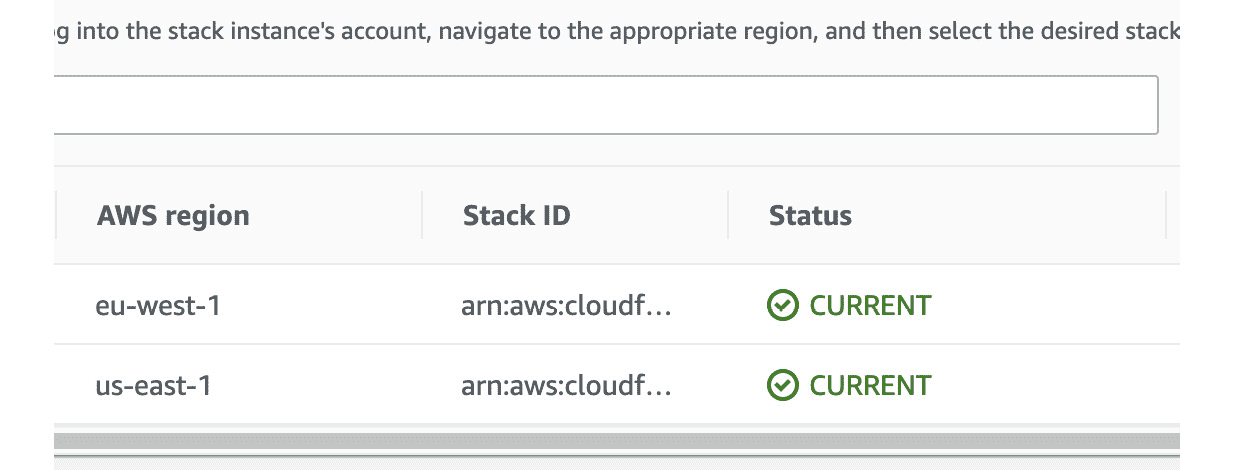 g into the stack instance's account, navigate to the appropriate region, and then select the desired stack
AWS region Stack ID Status
eu-west-1 arn:aws:cloudf... CURRENT
us-east-1 arn:aws:cloudf... CURRENT